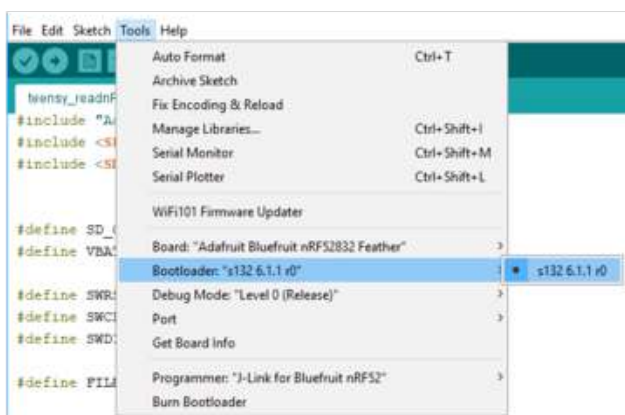 File Edit Sketch Tools Help
Auto Format Ctrl+T
Archive Sketch
Fix Encoding & Reload
Manage Libraries... Ctrl+Shift+I
Serial Monitor Ctrl+Shift+M
Serial Plotter Ctrl+Shift+L
WiFi101 Firmware Updater
Board: "Adafruit Bluefruit nRF52832 Feather"
Bootloader: "s132 6.1.1 r0"
s132 6.1.1 r0
Debug Mode: "Level 0 (Release)"
Port
Get Board Info
Programmer: "J-Link for Bluefruit nRF52"
Burn Bootloader
#include "A
#include <S
#include <S
#define SD_
#define VBA
#define SWR
#define SWC
#define SWD
#define FIL